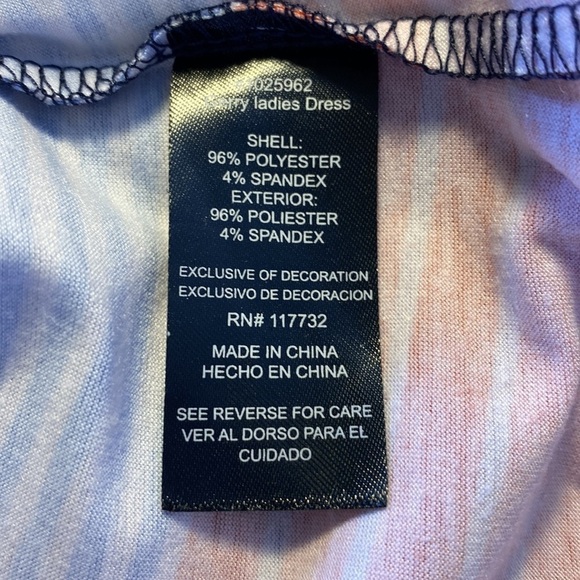 025962
ladies Dress
SHELL:
96% POLYESTER
4% SPANDEX
EXTERIOR:
96% POLIESTER
4% SPANDEX
EXCLUSIVE OF DECORATION
EXCLUSIVO DE DECORACION
RN# 117732
MADE IN CHINA
HECHO EN CHINA
SEE REVERSE FOR CARE
VER AL DORSO PARA EL
CUIDADO